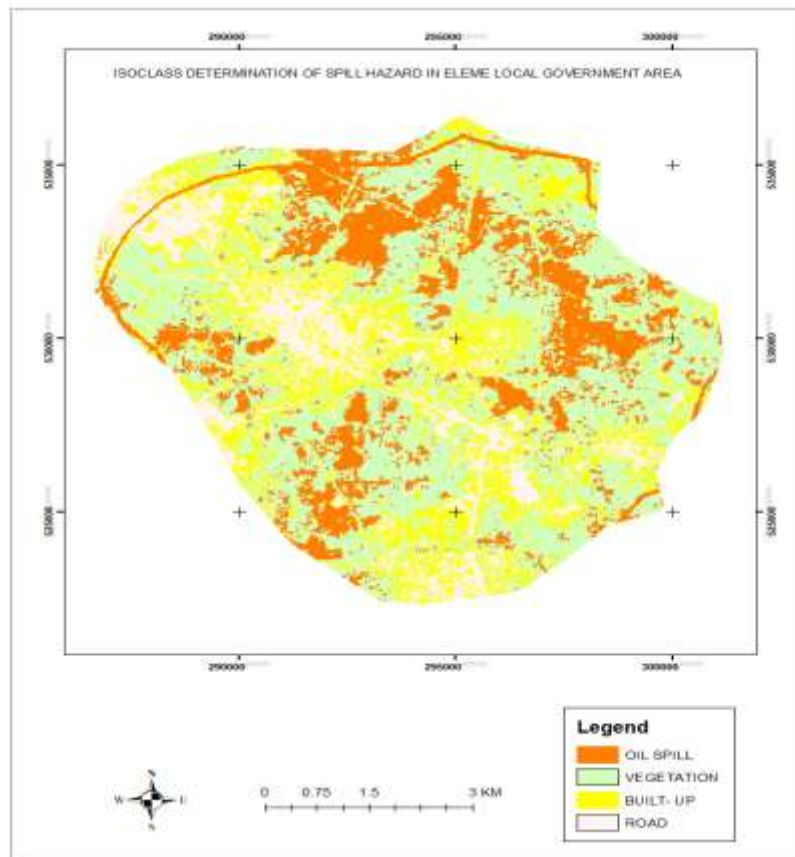 290000 295000 300000
ISOCLASS DETERMINATION OF SPILL HAZARD IN ELEME LOCAL GOVERNMENT AREA
290000 295000 300000
Legend
OIL SPILL
VEGETATION
BUILT- UP
ROAD
N
W E
S
0 0.75 1.5 3 KM